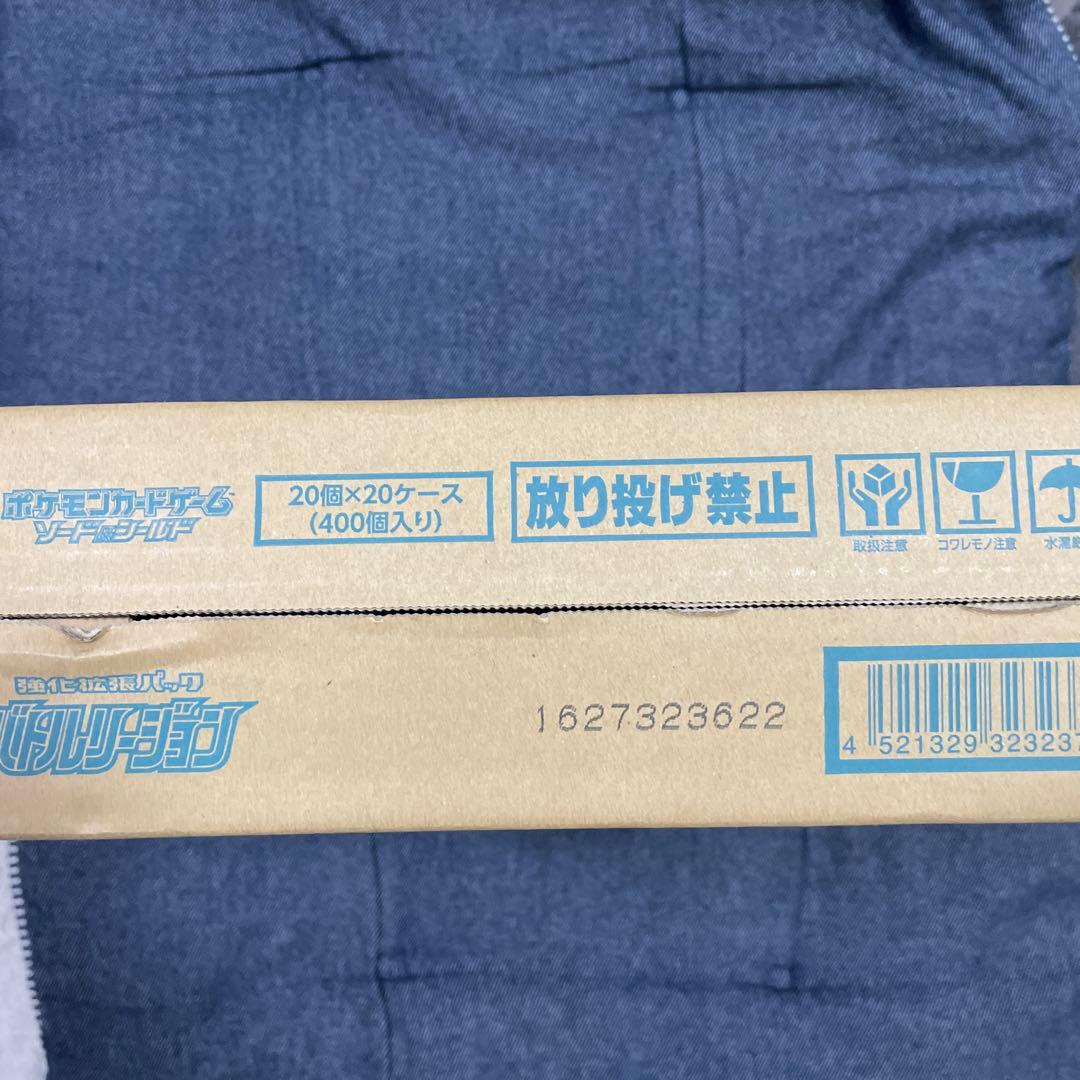 ポケモンカードゲーム
ソード&シールド
20個×20ケース
(400個入り)
放り投げ禁止
取扱注意
コワレモノ注意
水濡
強化拡張パック
バトルリージョン
1627323622
4 521329 323237